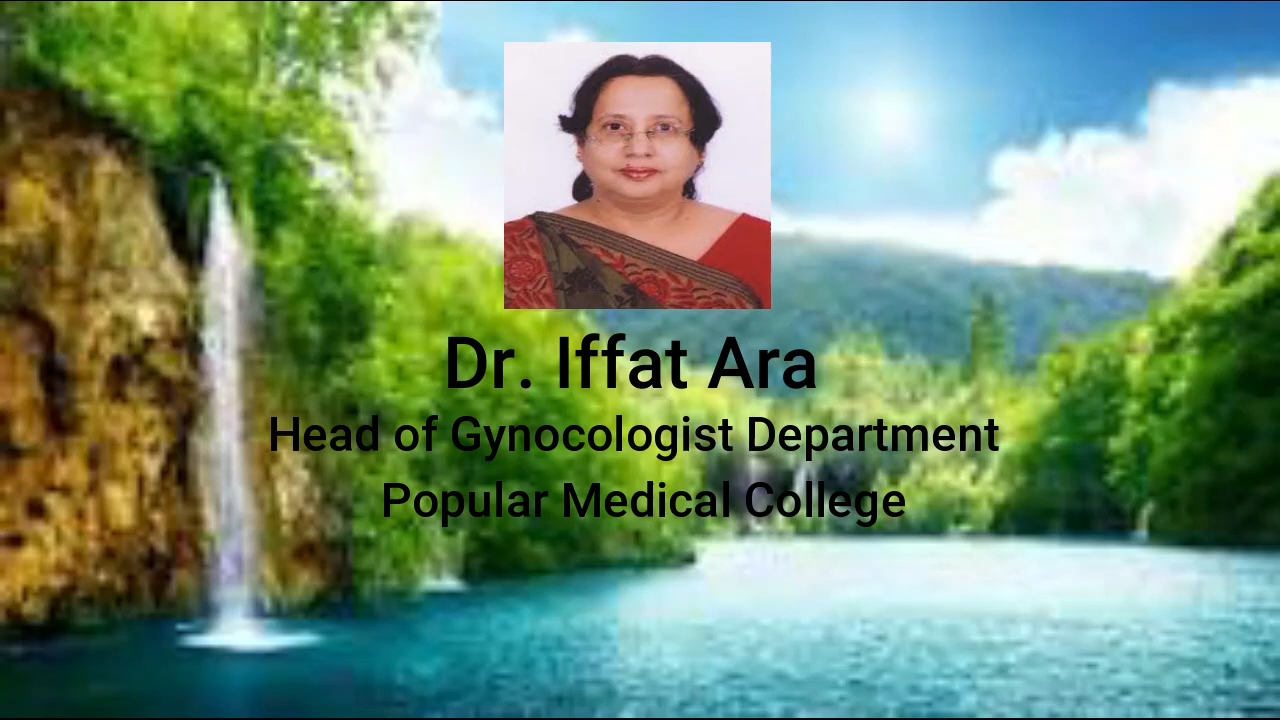 Dr. Iffat Ara
Head of Gynocologist Department
Popular Medical College